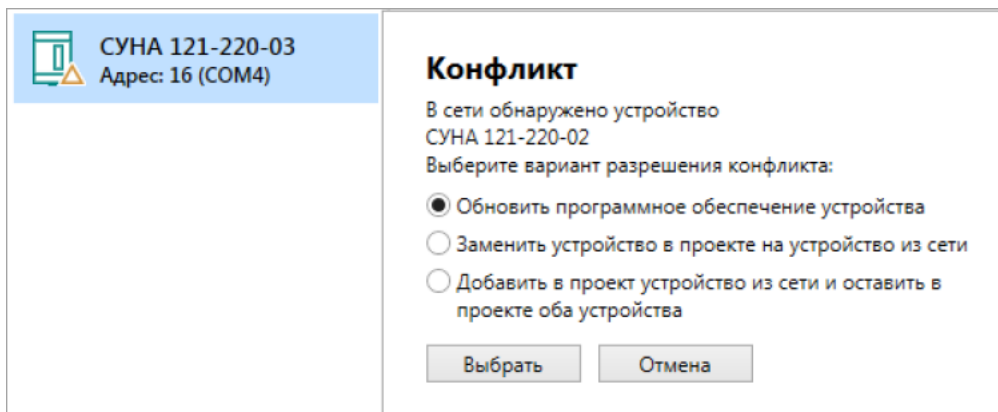 СУНА 121-220-03
Адрес: 16 (COM4)
Конфликт
В сети обнаружено устройство
СУНА 121-220-02
Выберите вариант разрешения конфликта:
Обновить программное обеспечение устройства
Заменить устройство в проекте на устройство из сети
Добавить в проект устройство из сети и оставить в
проекте оба устройства
Выбрать
Отмена